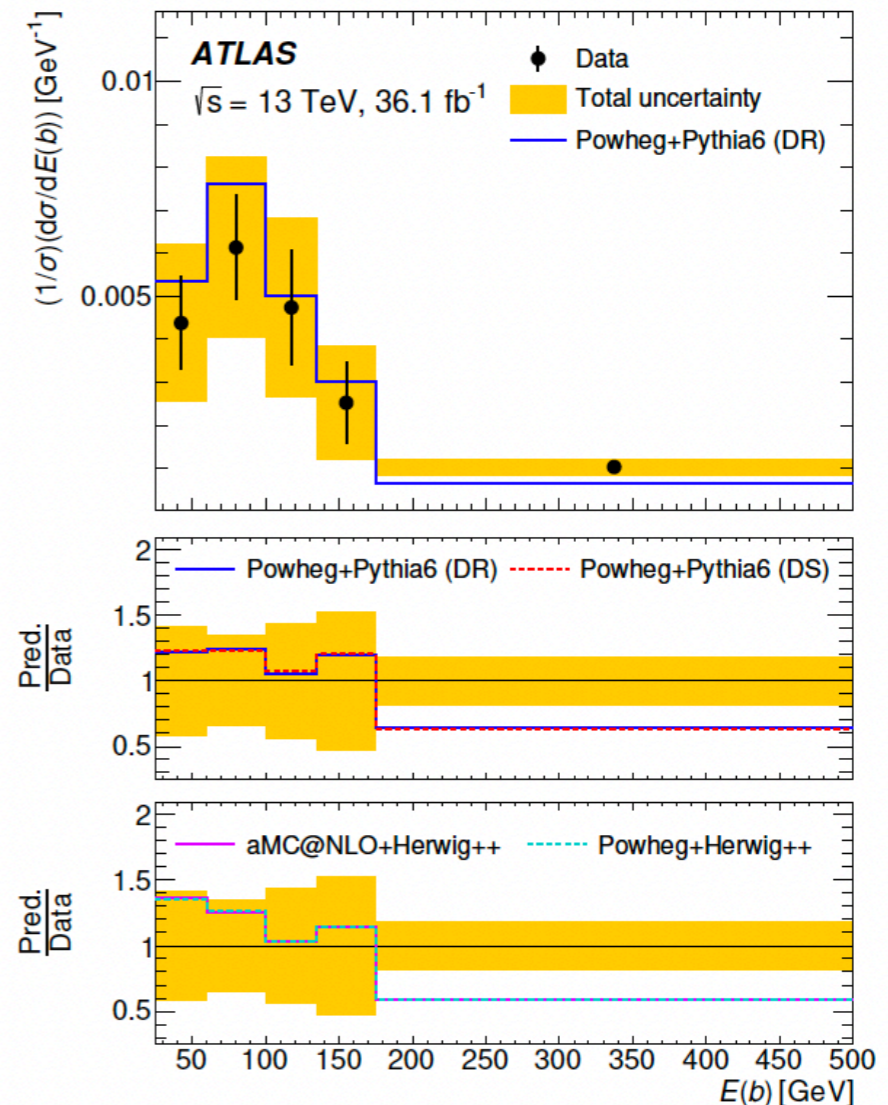 (1/σ)(dσ/dE(b)) [GeV⁻¹]
ATLAS
√s = 13 TeV, 36.1 fb⁻¹
Data
Total uncertainty
Powheg+Pythia6 (DR)
0.01
0.005
Pred.
Data
Powheg+Pythia6 (DR) Powheg+Pythia6 (DS)
2
1.5
1
0.5
Pred.
Data
aMC@NLO+Herwig++ Powheg+Herwig++
2
1.5
1
0.5
50 100 150 200 250 300 350 400 450 500
E(b) [GeV]